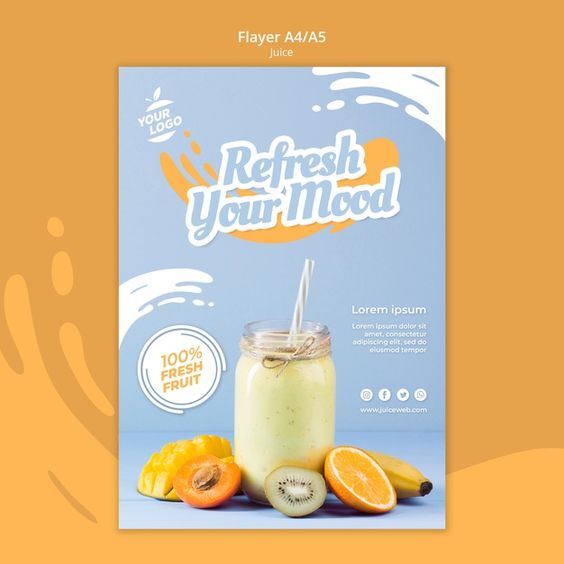 Flayer A4/A5
Juice
YOUR
LOGO
Refresh
Your Mood
Lorem ipsum
Lorem ipsum dolor sit
amet, consectetur
adipiscing elit, sed do
eiusmod tempor
100%
FRESH
FRUIT
www.juiceweb.com